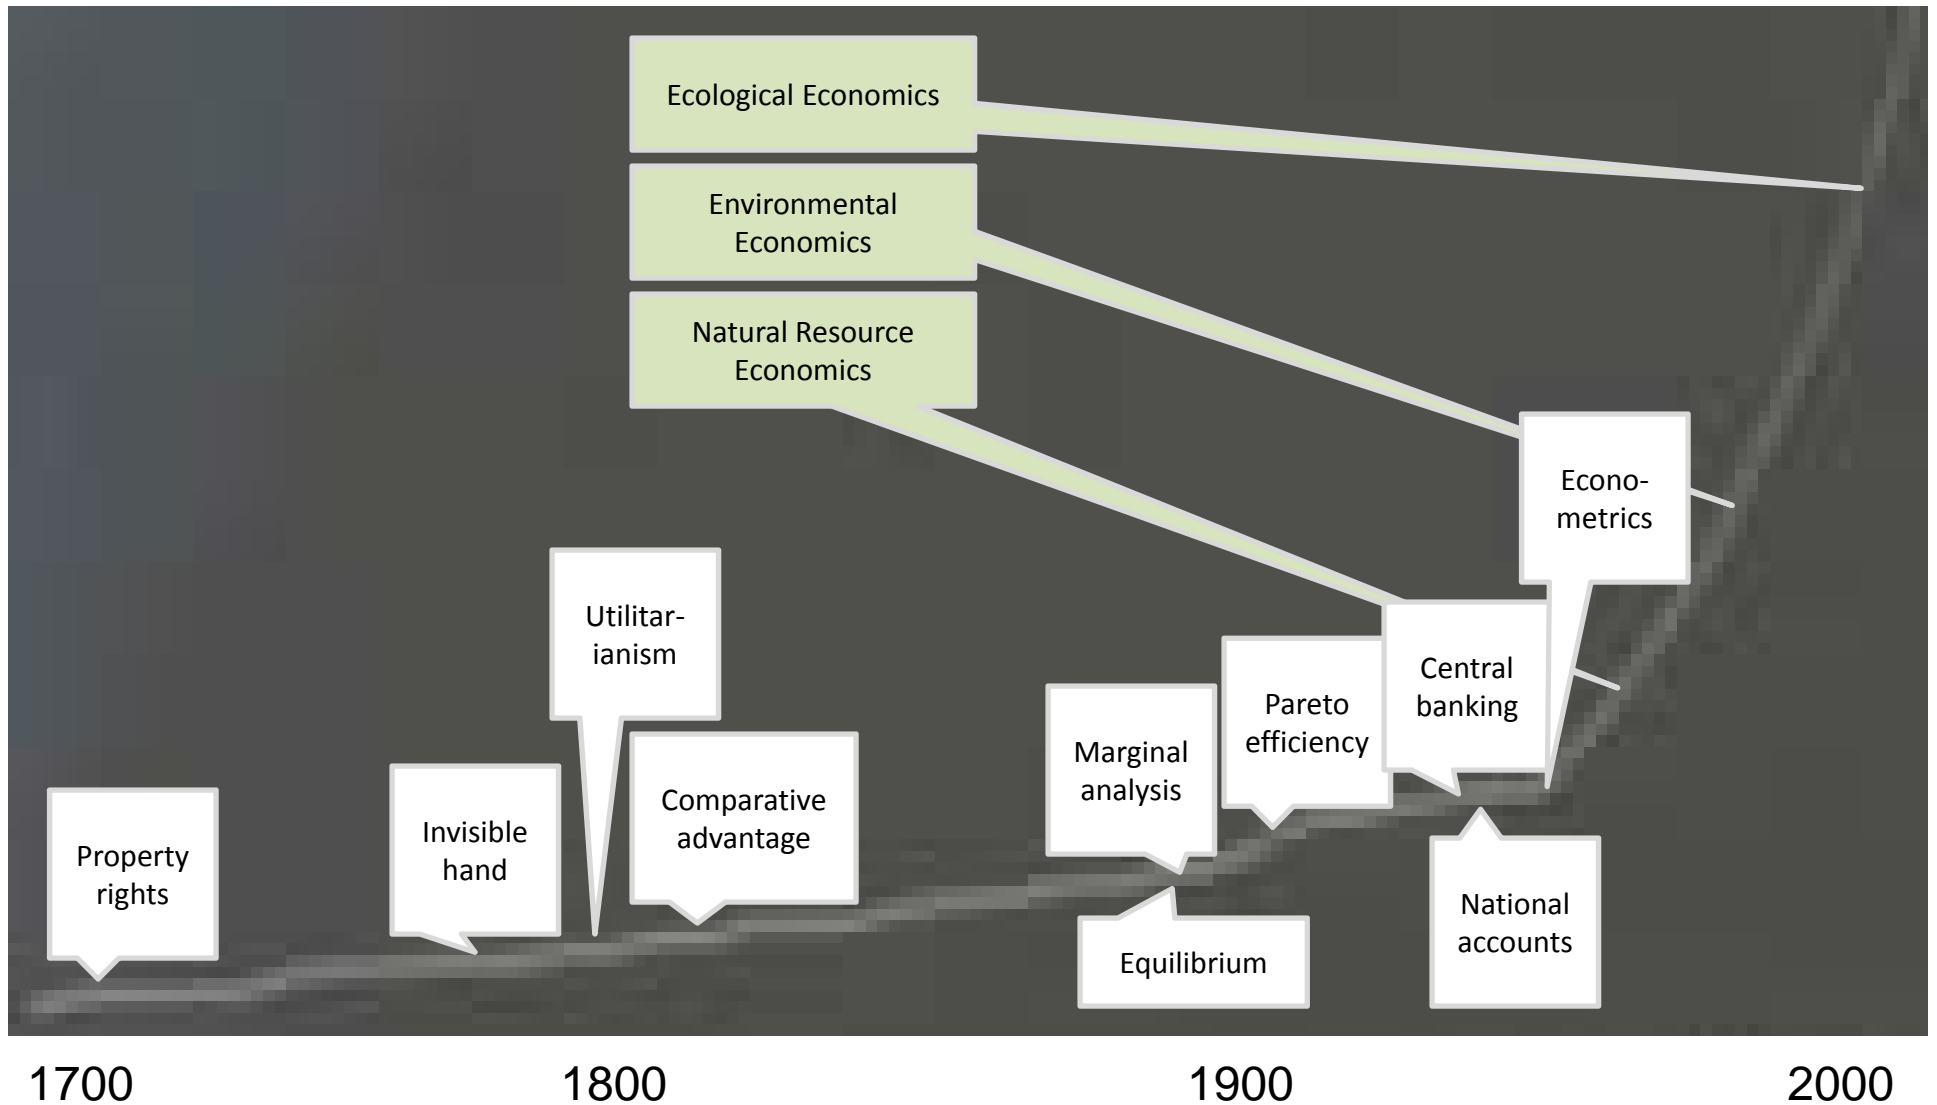 Ecological Economics
Environmental
Economics
Natural Resource
Economics
Econo-
metrics
Utilitar-
ianism
Central
banking
Pareto
efficiency
Marginal
analysis
Comparative
advantage
Invisible
hand
Property
rights
National
accounts
Equilibrium
1700
1800
1900
2000